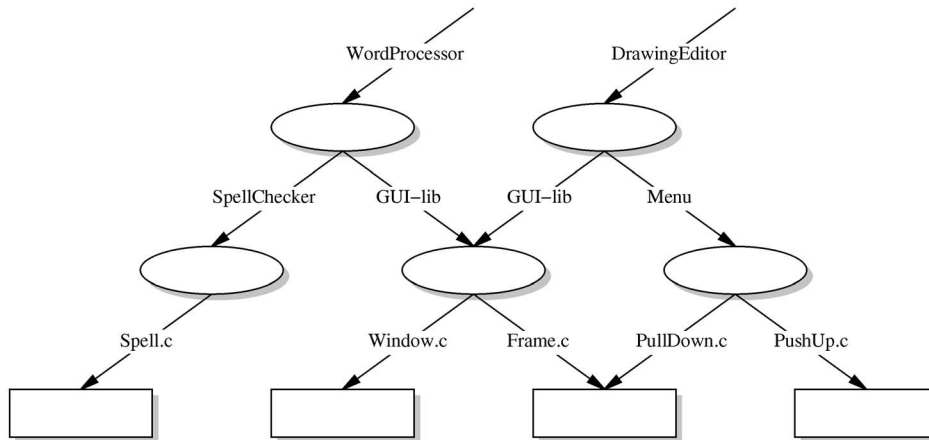 WordProcessor
DrawingEditor
SpellChecker
GUI−lib
GUI−lib
Menu
Spell.c
Window.c
Frame.c
PullDown.c
PushUp.c